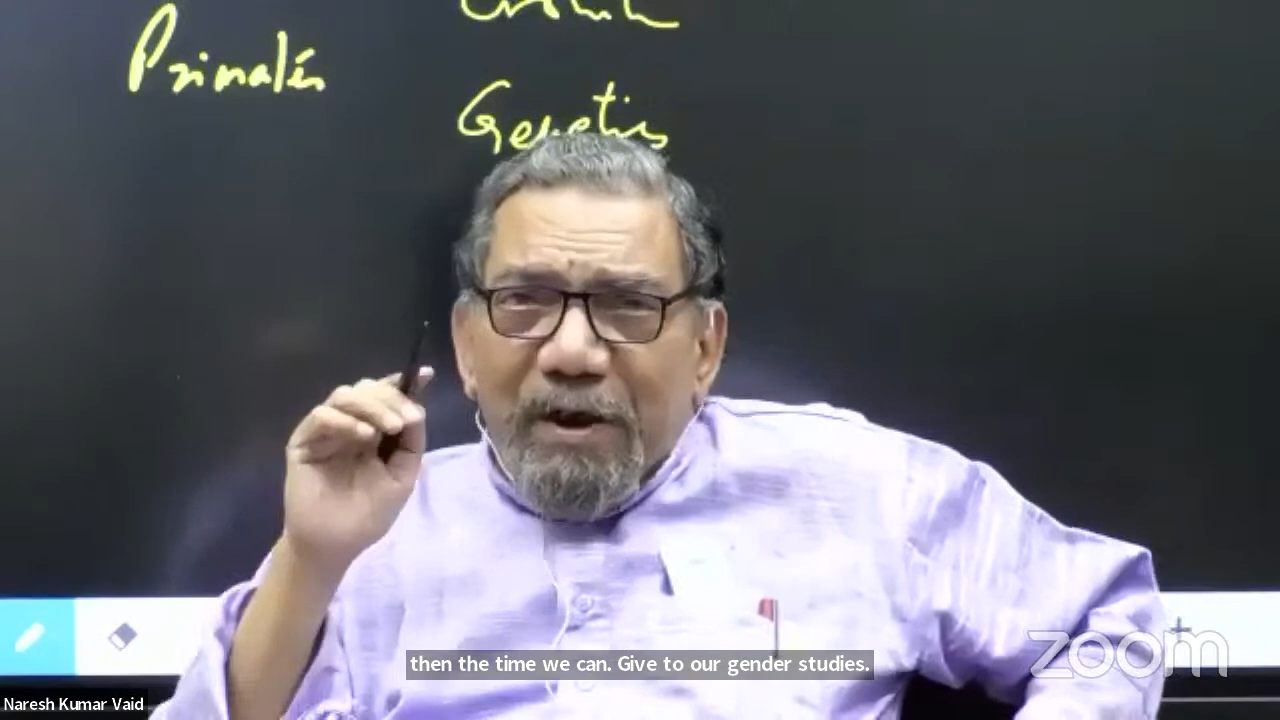 Primates
Genetics
then the time we can. Give to our gender studies.
zoom
Naresh Kumar Vaid